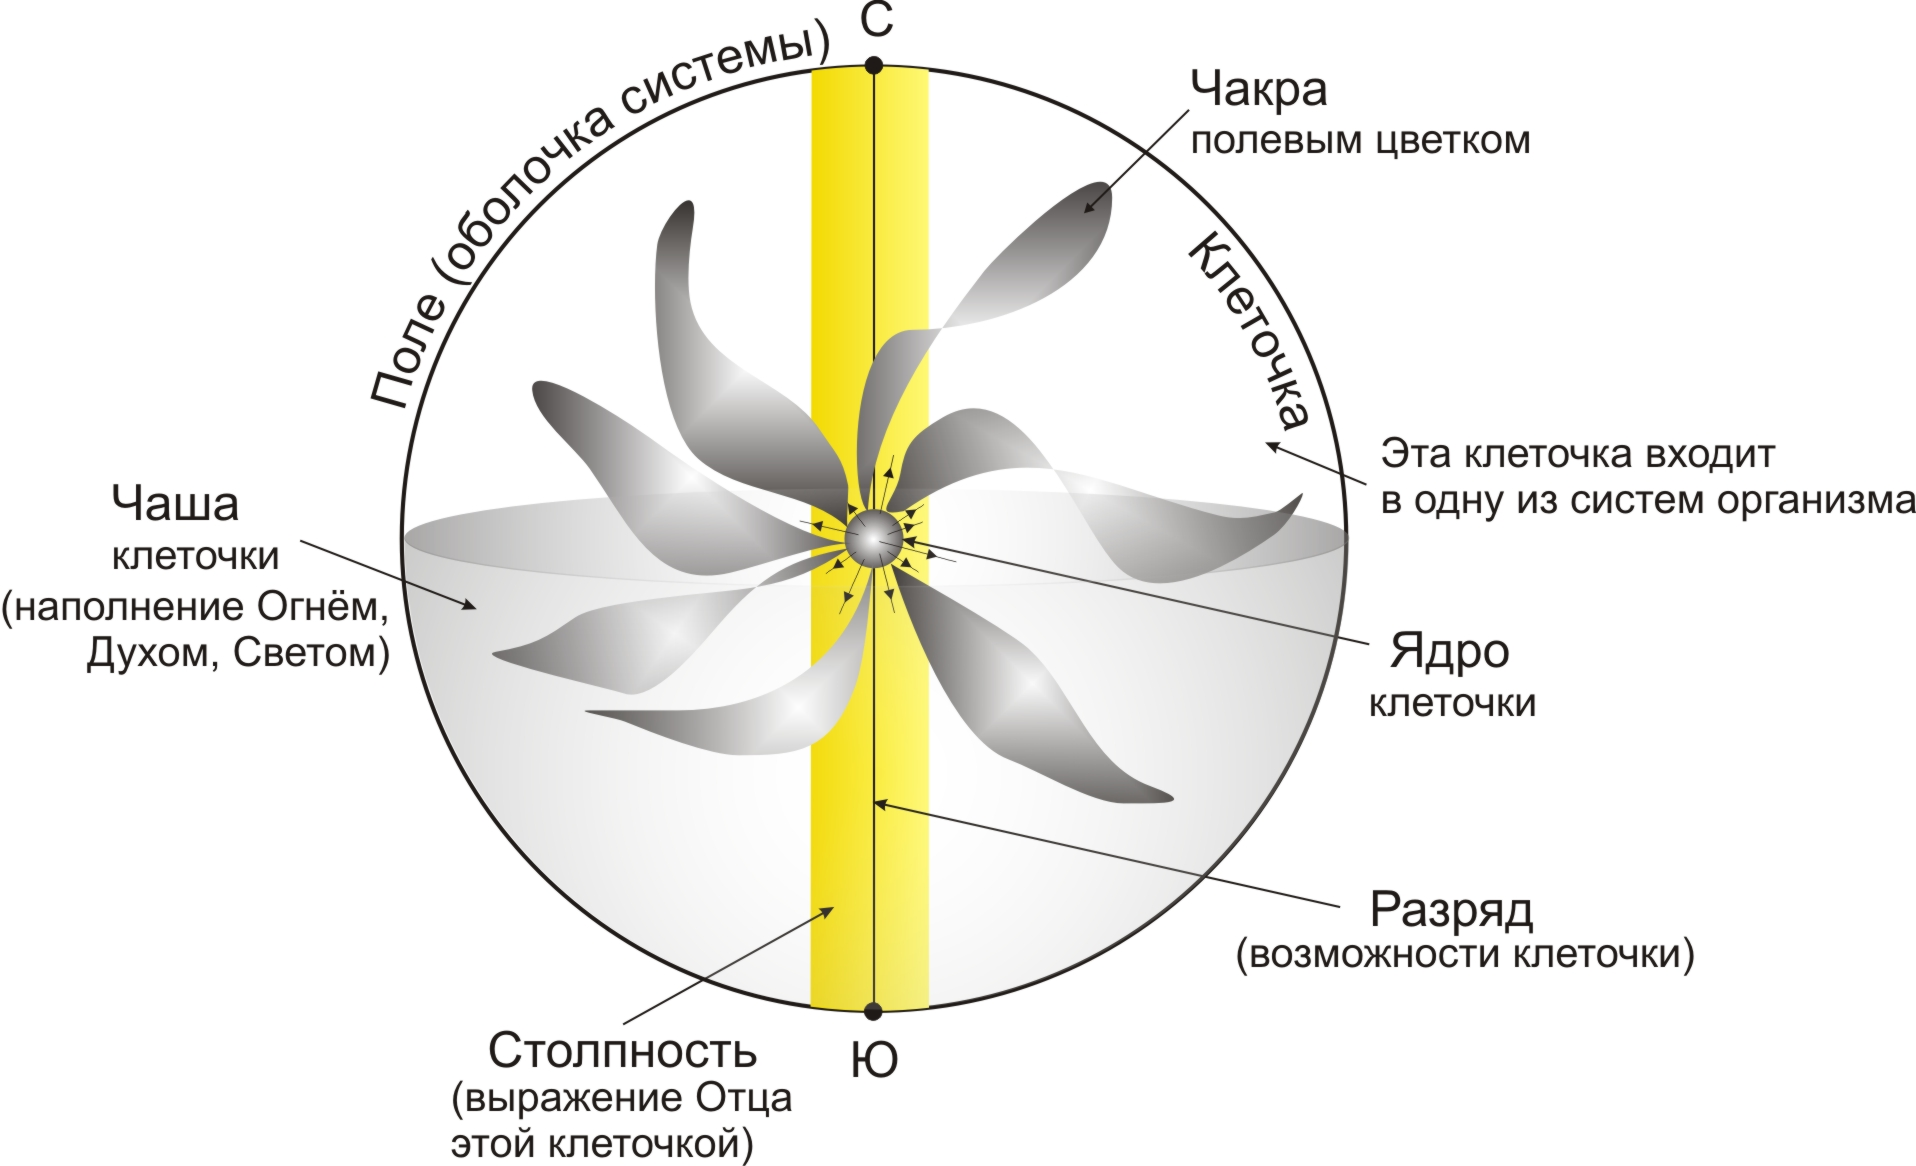 С
Поле (оболочка системы)
Чакра
полевым цветком
Клеточка
Эта клеточка входит
в одну из систем организма
Чаша
клеточки
(наполнение Огнём,
Духом, Светом)
Ядро
клеточки
Разряд
(возможности клеточки)
Столпность
(выражение Отца
этой клеточкой)
Ю